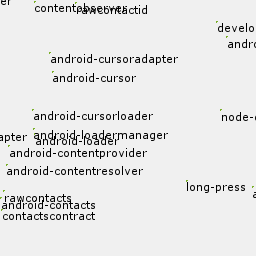 er
contentobserver
rawcontactid
develo
andro
android-cursoradapter
android-cursor
android-cursorloader
node-
android-loadermanager
apter
android-loader
android-contentprovider
android-contentresolver
long-press
rawcontacts
android-contacts
contactscontract